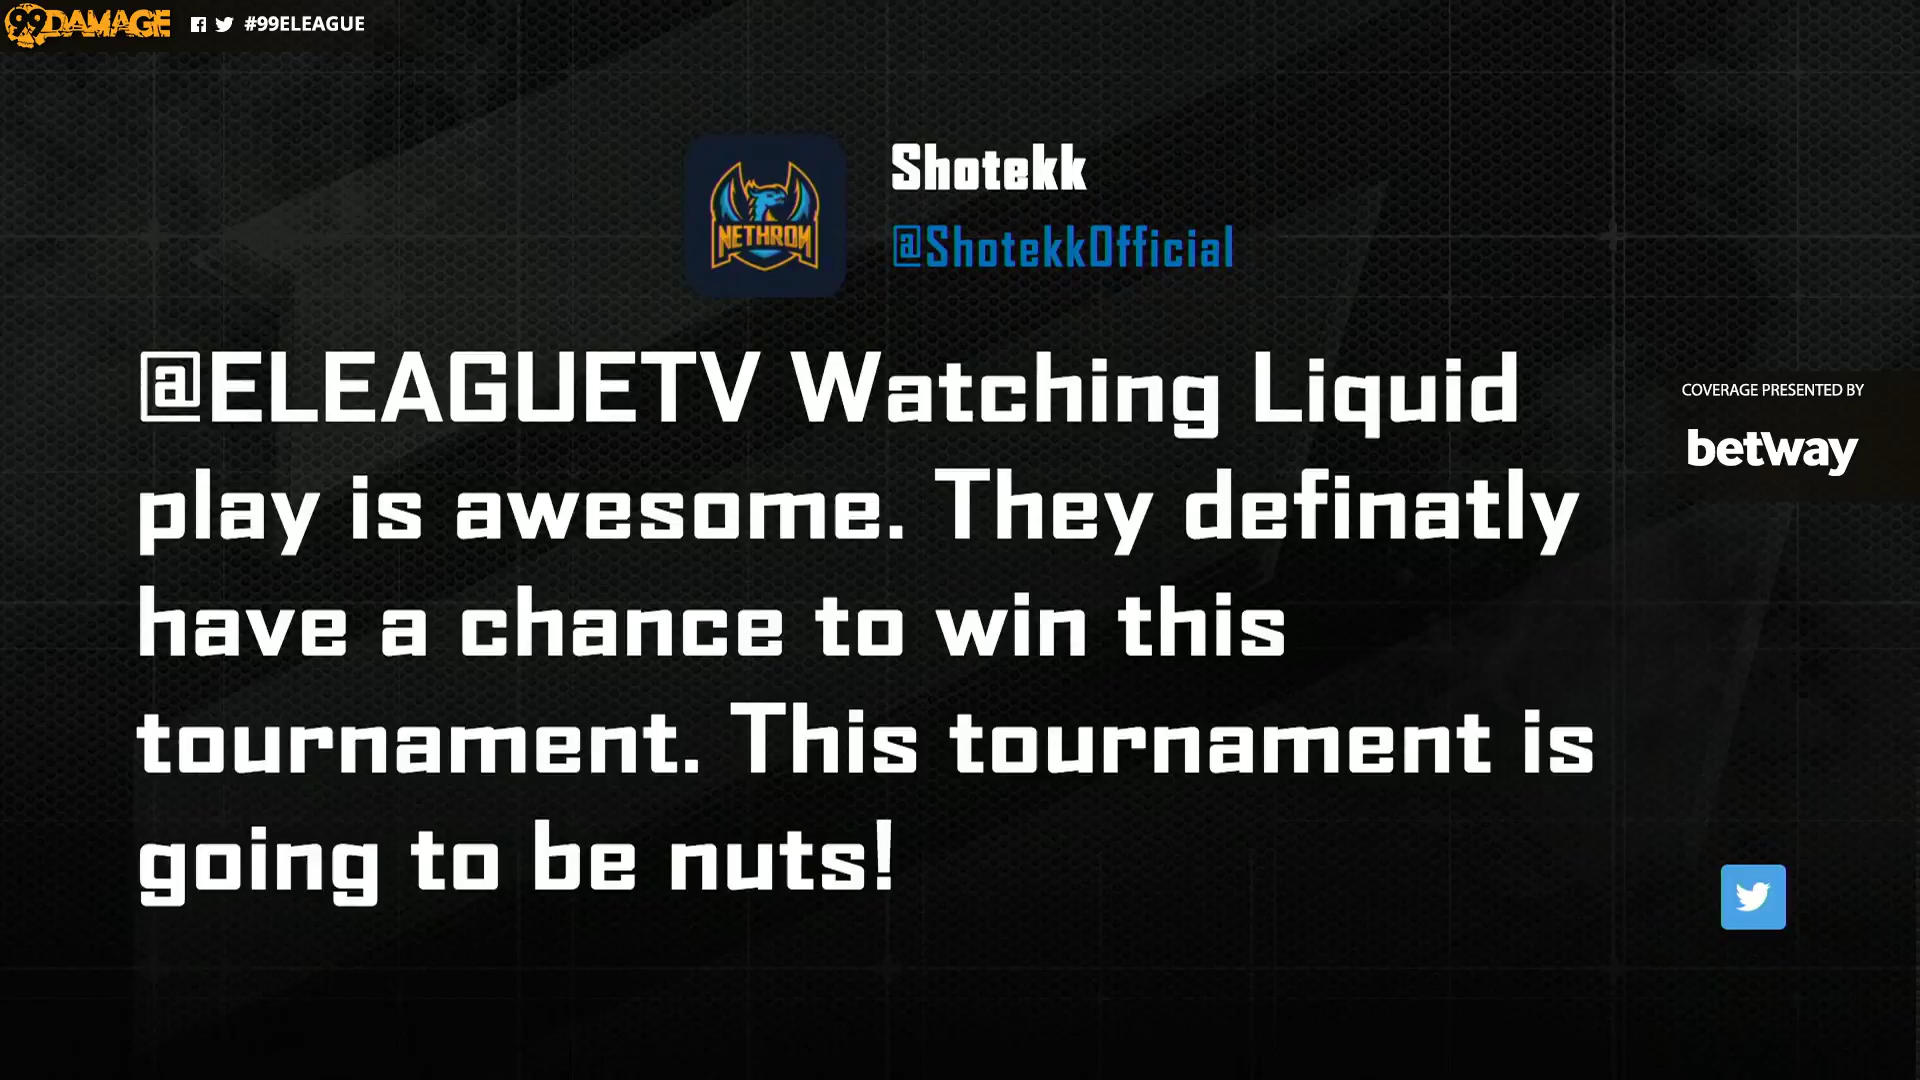 99DAMAGE #99ELEAGUE
NETHROM
Shotekk
@ShotekkOfficial
@ELEAGUETV Watching Liquid
play is awesome. They definatly
have a chance to win this
tournament. This tournament is
going to be nuts!
COVERAGE PRESENTED BY
betway